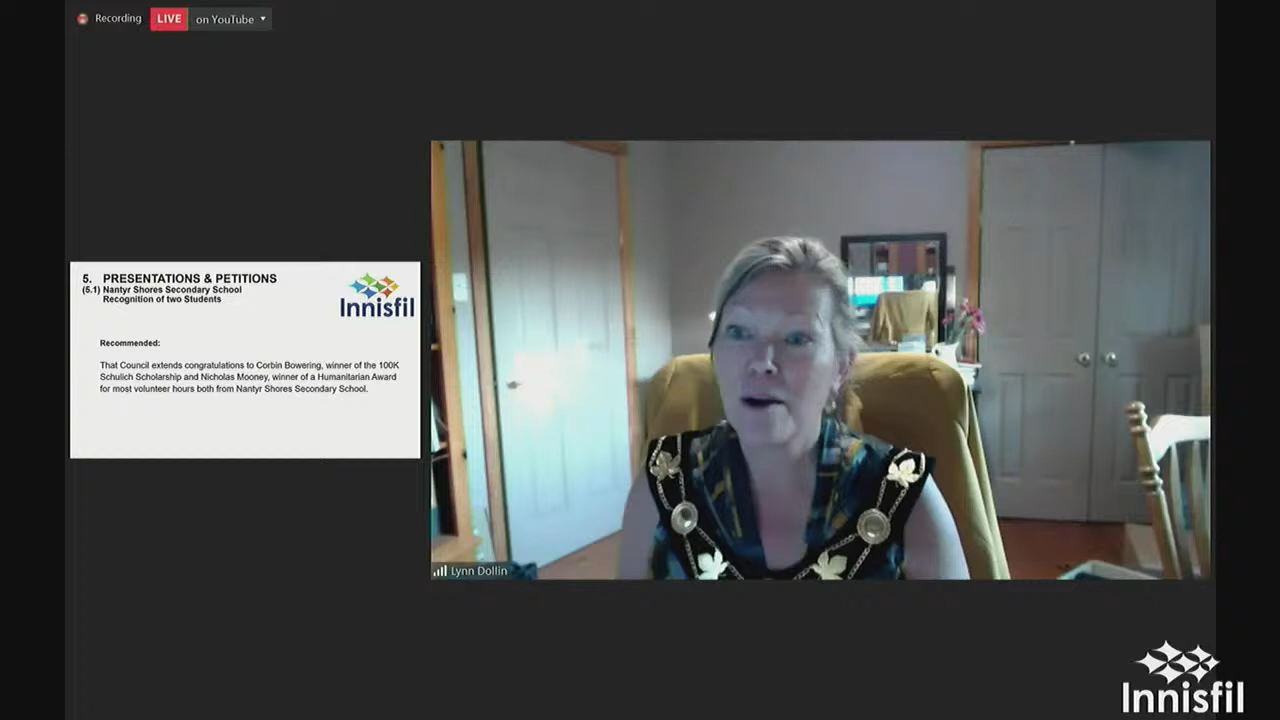 Recording
LIVE on YouTube
5. PRESENTATIONS & PETITIONS
(5.1) Nantyr Shores Secondary School
Recognition of two Students
Innisfil
Recommended:
That Council extends congratulations to Corbin Bowering, winner of the 100K
Schulich Scholarship and Nicholas Mooney, winner of a Humanitarian Award
for most volunteer hours both from Nantyr Shores Secondary School.
Lynn Dollin
Innisfil